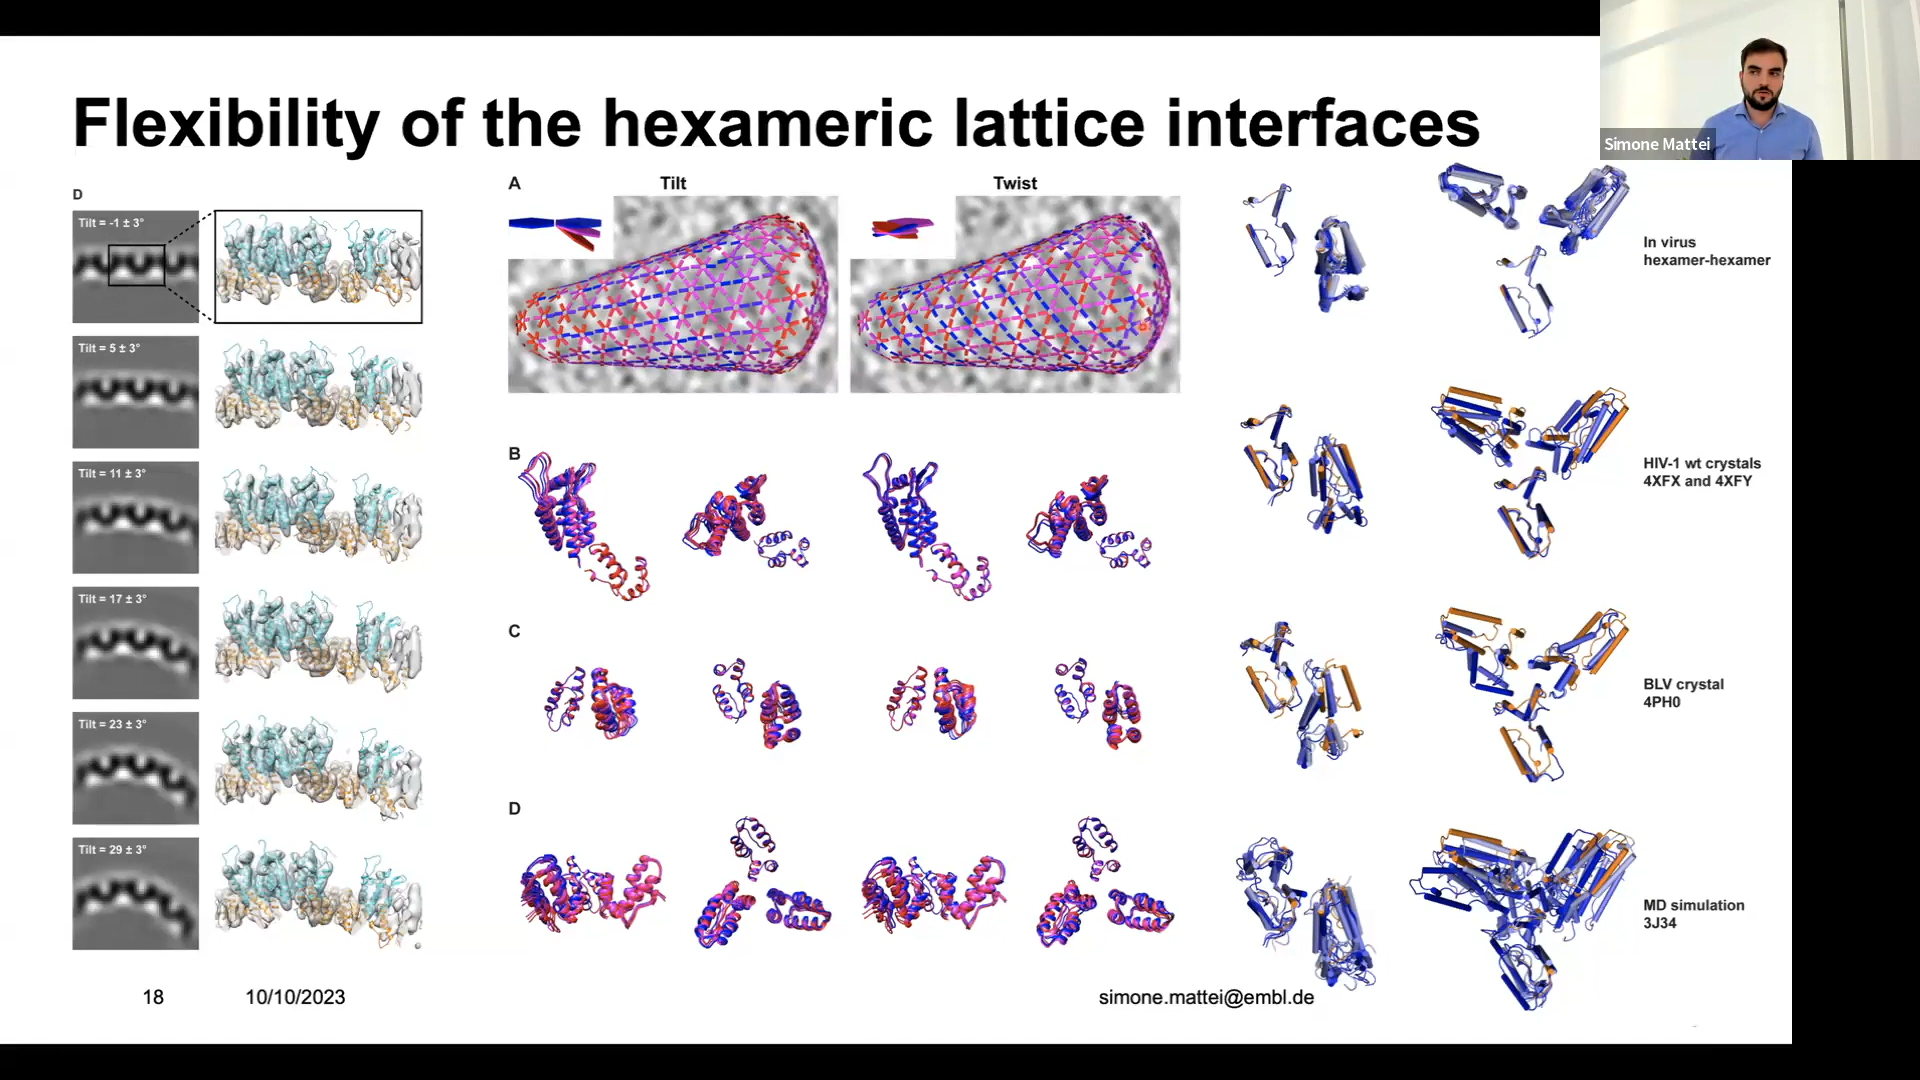 Flexibility of the hexameric lattice interfaces
Simone Mattei
D
Tilt = -1 ± 3°
Tilt = 5 ± 3°
Tilt = 11 ± 3°
Tilt = 17 ± 3°
Tilt = 23 ± 3°
Tilt = 29 ± 3°
A
Tilt
Twist
B
C
D
In virus
hexamer-hexamer
HIV-1 wt crystals
4XFX and 4XFY
BLV crystal
4PH0
MD simulation
3J34
18
10/10/2023
simone.mattei@embl.de